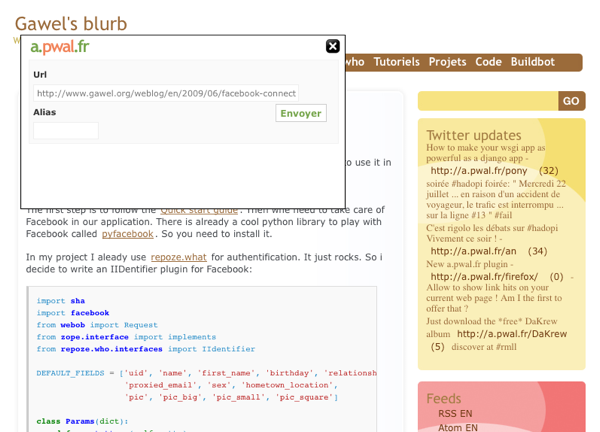 Gawel's blurb
a.pwal.fr
Url
http://www.gawel.org/weblog/en/2009/06/facebook-connect
Alias
Envoyer
who Tutoriels Projets Code Buildbot
GO
to use it in
The first step is to follow the Quick start guide. Then whe need to take care of
Facebook in our application. There is already a cool python library to play with
Facebook called pyfacebook. So you need to install it.
In my project I aleady use repoze.what for authentification. It just rocks. So i
decide to write an IIDentifier plugin for Facebook:
import sha
import facebook
from webob import Request
from zope.interface import implements
from repoze.who.interfaces import IIdentifier
DEFAULT_FIELDS = ['uid', 'name', 'first_name', 'birthday', 'relationsh
'proxied_email', 'sex', 'hometown_location',
'pic', 'pic_big', 'pic_small', 'pic_square']
class Params(dict):
Twitter updates
How to make your wsgi app as
powerful as a django app -
http://a.pwal.fr/pony (32)
soirée #hadopi foirée: " Mercredi 22
juillet ... en raison d'un accident de
voyageur, le trafic est interrompu ...
sur la ligne #13 " #fail
C'est rigolo les débats sur #hadopi
Vivement ce soir ! -
http://a.pwal.fr/an (34)
New a.pwal.fr plugin -
http://a.pwal.fr/firefox/ (0) -
Allow to show link hits on your
current web page ! Am I the first to
offer that ?
Just download the *free* DaKrew
album http://a.pwal.fr/DaKrew
(5) discover at #rmll
Feeds
RSS EN
Atom EN